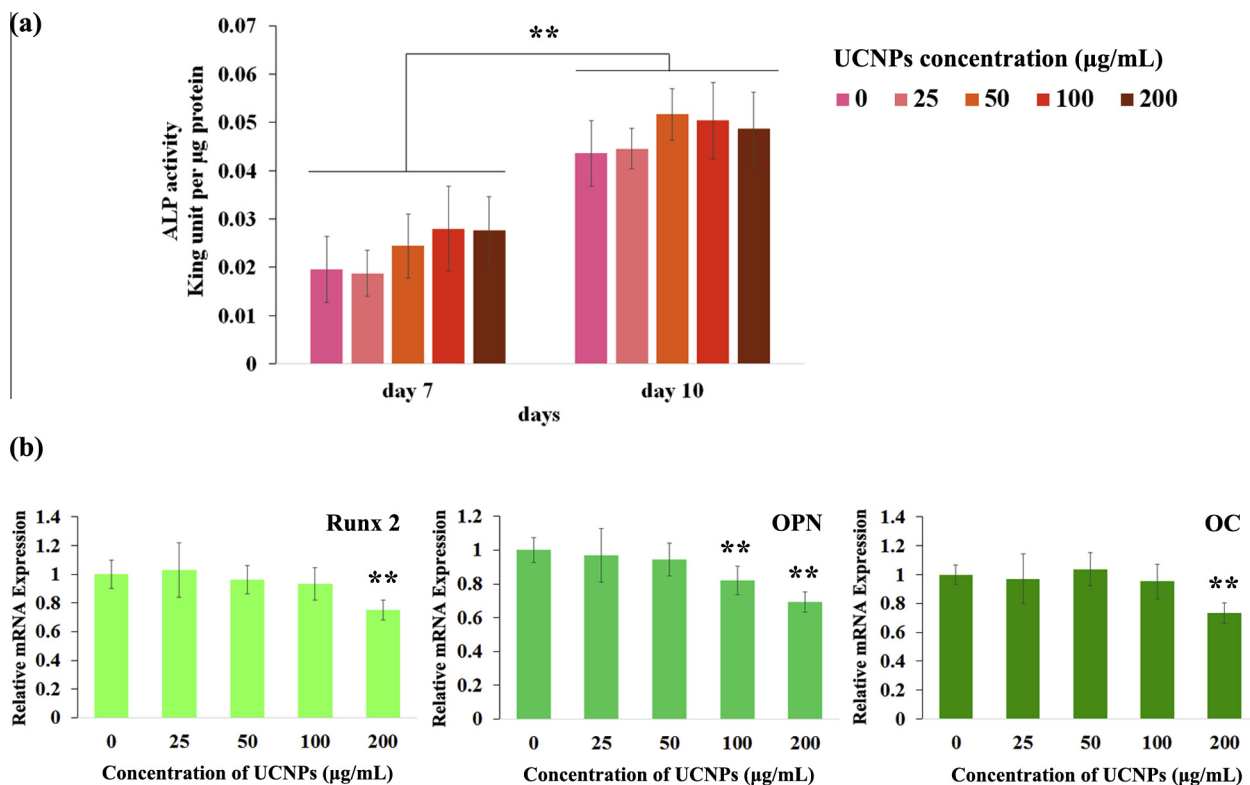 (a)
0.07
0.06
0.05
0.04
0.03
0.02
0.01
0
ALP activity
King unit per μg protein
**
day 7
day 10
days
UCNPs concentration (μg/mL)
0 25 50 100 200
(b)
Relative mRNA Expression
1.4
1.2
1
0.8
0.6
0.4
0.2
0
Runx 2
**
0 25 50 100 200
Concentration of UCNPs (μg/mL)
Relative mRNA Expression
1.2
1
0.8
0.6
0.4
0.2
0
OPN
**
**
0 25 50 100 200
Concentration of UCNPs (μg/mL)
Relative mRNA Expression
1.4
1.2
1
0.8
0.6
0.4
0.2
0
OC
**
0 25 50 100 200
Concentration of UCNPs (μg/mL)